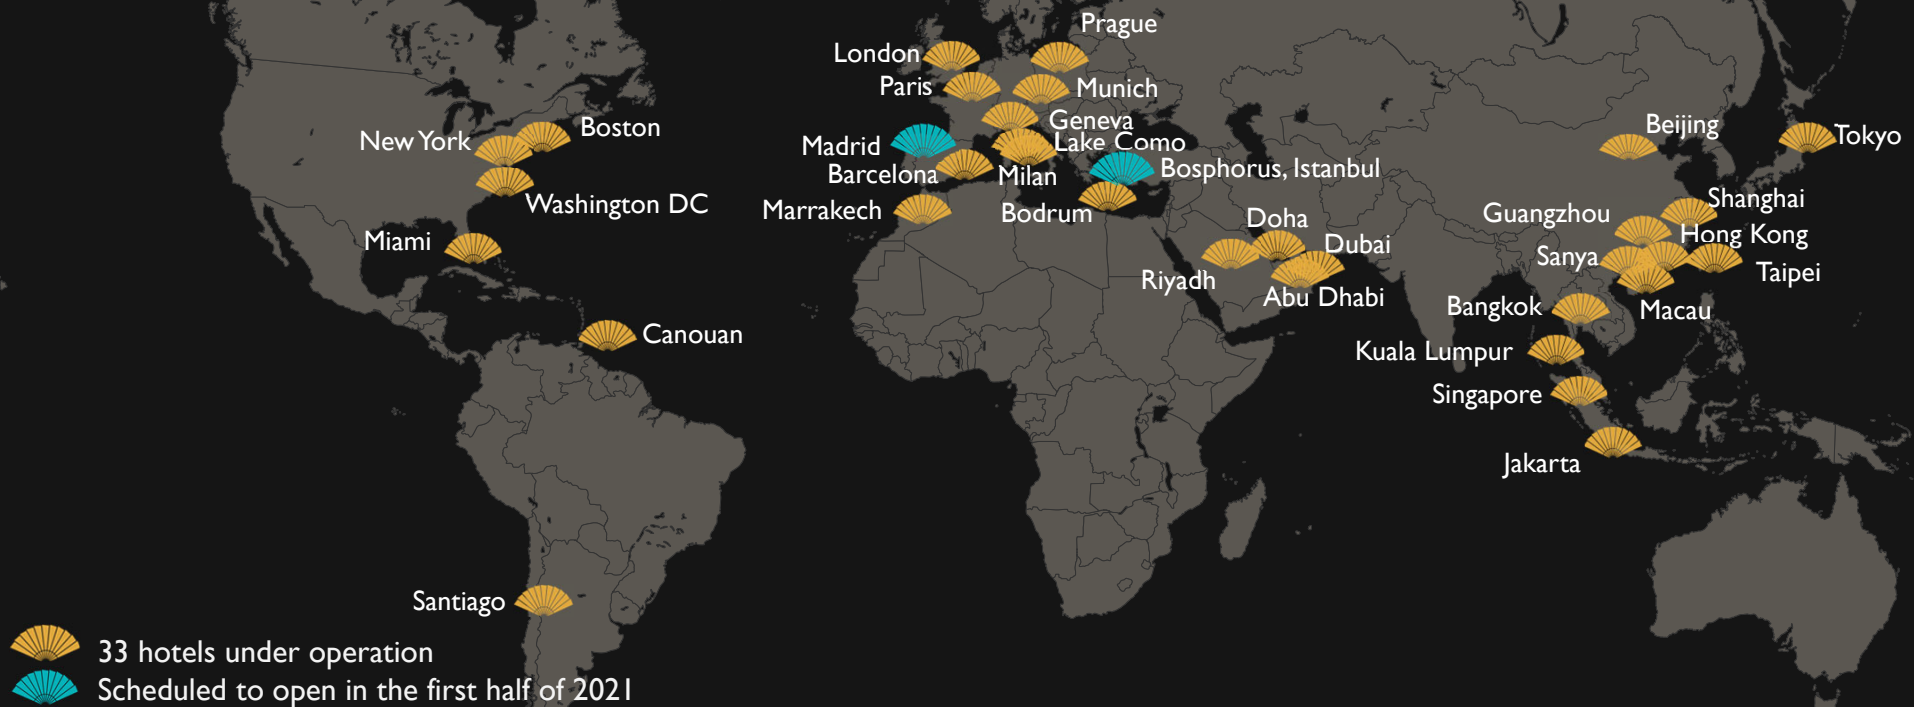 Prague
London
Paris
Munich
Geneva
New York
Boston
Madrid
Lake Como
Beijing
Tokyo
Barcelona
Milan
Bosphorus, Istanbul
Washington DC
Marrakech
Bodrum
Doha
Guangzhou
Shanghai
Miami
Dubai
Hong Kong
Riyadh
Abu Dhabi
Sanya
Taipei
Bangkok
Macau
Canouan
Kuala Lumpur
Singapore
Jakarta
Santiago
33 hotels under operation
Scheduled to open in the first half of 2021